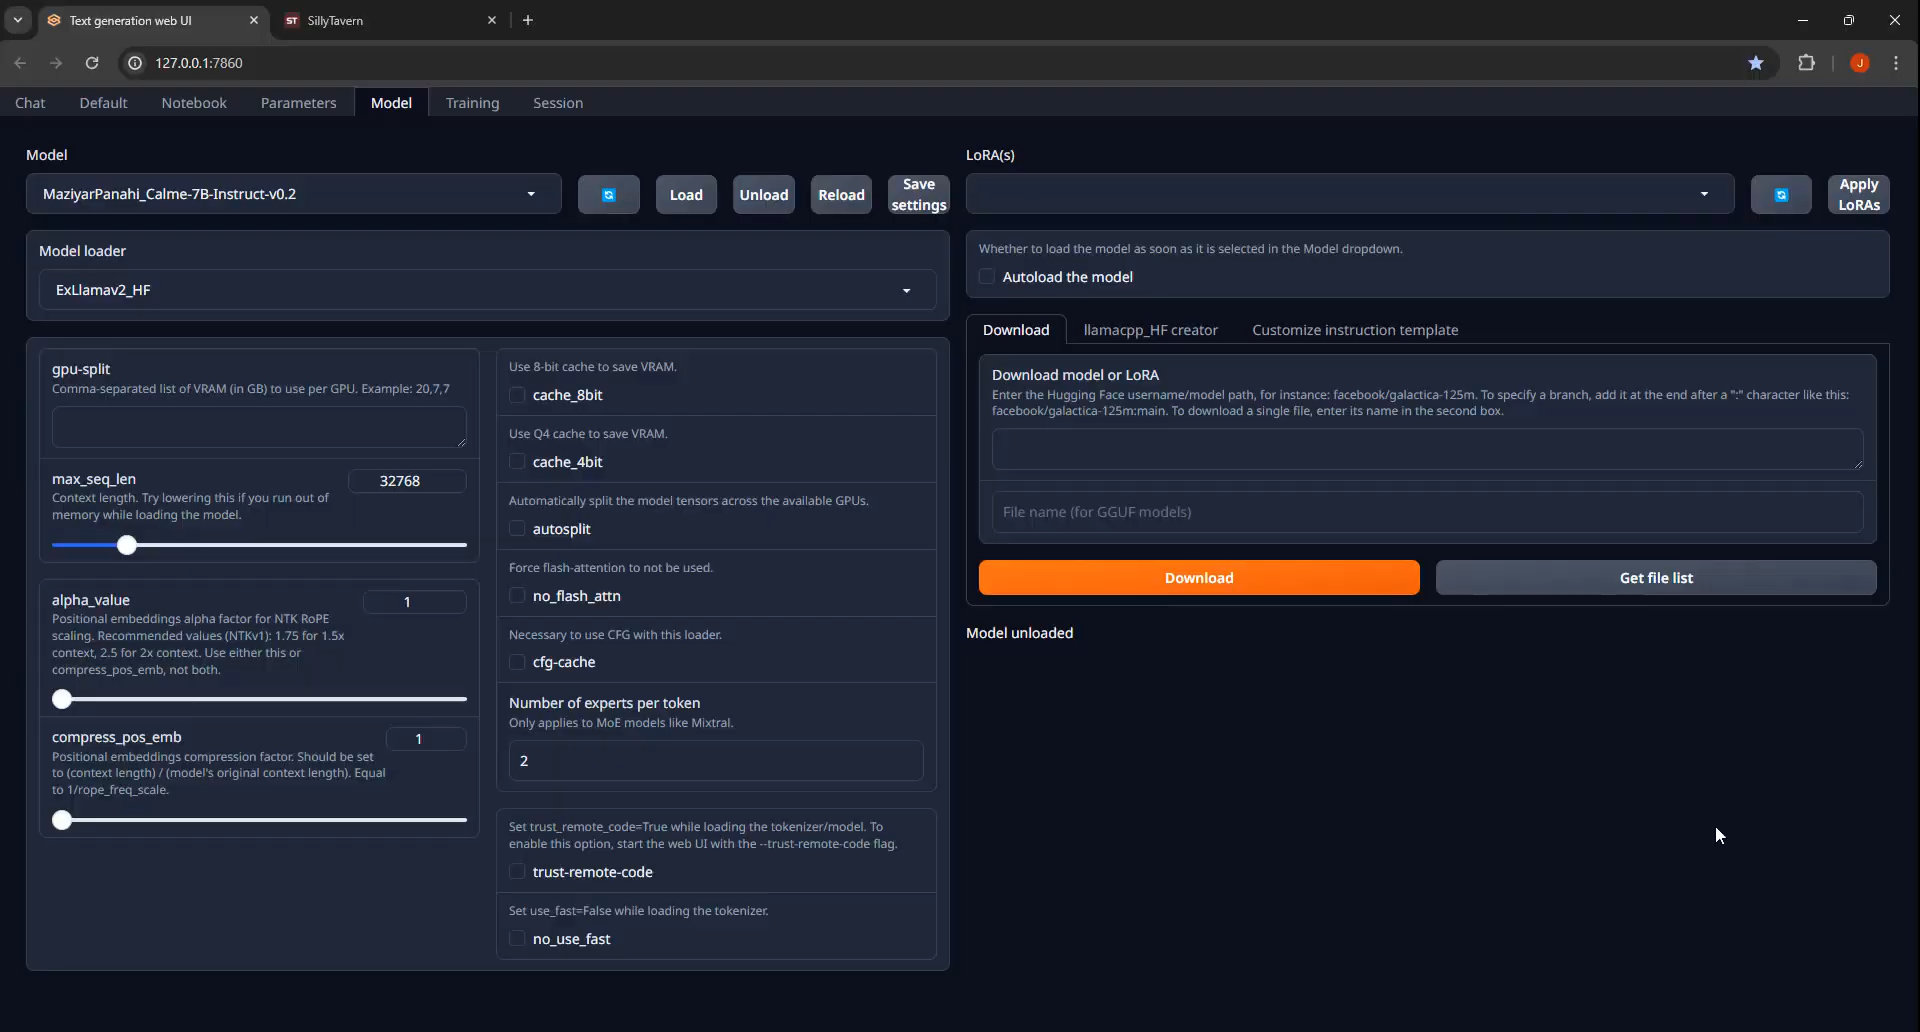 Text generation web UI
ST SillyTavern
127.0.0.1:7860
J
Chat Default Notebook Parameters Model Training Session
Model
MaziyarPanahi_Calme-7B-Instruct-v0.2
Load
Unload
Reload
Save
settings
Model loader
ExLlamav2_HF
gpu-split
Comma-separated list of VRAM (in GB) to use per GPU. Example: 20,7,7
max_seq_len
32768
Context length. Try lowering this if you run out of
memory while loading the model.
alpha_value
1
Positional embeddings alpha factor for NTK RoPE
scaling. Recommended values (NTKv1): 1.75 for 1.5x
context, 2.5 for 2x context. Use either this or
compress_pos_emb, not both.
compress_pos_emb
1
Positional embeddings compression factor. Should be set
to (context length) / (model's original context length). Equal
to 1/rope_freq_scale.
Use 8-bit cache to save VRAM.
cache_8bit
Use Q4 cache to save VRAM.
cache_4bit
Automatically split the model tensors across the available GPUs.
autosplit
Force flash-attention to not be used.
no_flash_attn
Necessary to use CFG with this loader.
cfg-cache
Number of experts per token
Only applies to MoE models like Mixtral.
2
Set trust_remote_code=True while loading the tokenizer/model. To
enable this option, start the web UI with the --trust-remote-code flag.
trust-remote-code
Set use_fast=False while loading the tokenizer.
no_use_fast
LoRA(s)
Apply
LoRAs
Whether to load the model as soon as it is selected in the Model dropdown.
Autoload the model
Download llamacpp_HF creator Customize instruction template
Download model or LoRA
Enter the Hugging Face username/model path, for instance: facebook/galactica-125m. To specify a branch, add it at the end after a ":" character like this:
facebook/galactica-125m:main. To download a single file, enter its name in the second box.
File name (for GGUF models)
Download
Get file list
Model unloaded